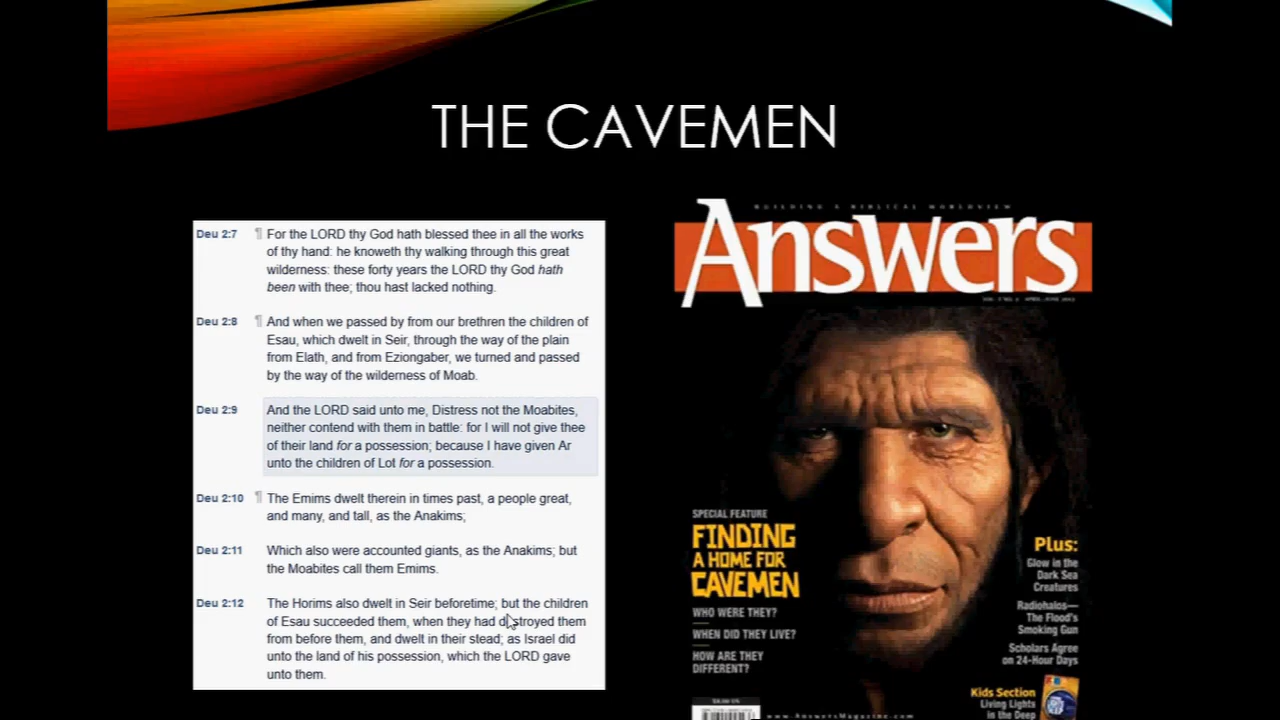 THE CAVEMEN
Deu 2:7 ¶ For the LORD thy God hath blessed thee in all the works
of thy hand: he knoweth thy walking through this great
wilderness: these forty years the LORD thy God hath
been with thee; thou hast lacked nothing.
Deu 2:8 ¶ And when we passed by from our brethren the children of
Esau, which dwelt in Seir, through the way of the plain
from Elath, and from Eziongaber, we turned and passed
by the way of the wilderness of Moab.
Deu 2:9 And the LORD said unto me, Distress not the Moabites,
neither contend with them in battle: for I will not give thee
of their land for a possession; because I have given Ar
unto the children of Lot for a possession.
Deu 2:10 ¶ The Emims dwelt therein in times past, a people great,
and many, and tall, as the Anakims;
Deu 2:11 Which also were accounted giants, as the Anakims; but
the Moabites call them Emims.
Deu 2:12 The Horims also dwelt in Seir beforetime; but the children
of Esau succeeded them, when they had destroyed them
from before them, and dwelt in their stead; as Israel did
unto the land of his possession, which the LORD gave
unto them.
BUILDING A BIBLICAL WORLDVIEW
Answers
SPECIAL FEATURE
FINDING
A HOME FOR
CAVEMEN
WHO WERE THEY?
WHEN DID THEY LIVE?
HOW ARE THEY
DIFFERENT?
Plus:
Glow in the
Dark Sea
Creatures
Radiohalos—
The Flood's
Smoking Gun
Scholars Agree
on 24-Hour Days
Kids Section
Living Lights
in the Deep
www.AnswersMagazine.com